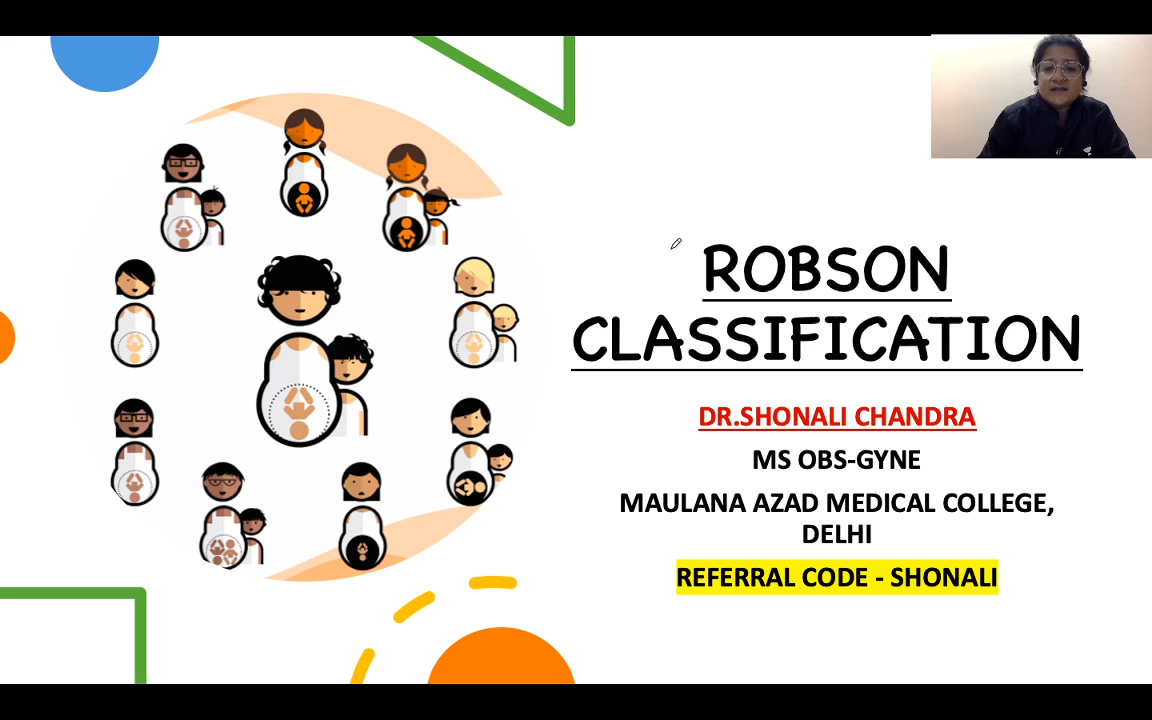 ROBSON
CLASSIFICATION
DR.SHONALI CHANDRA
MS OBS-GYNE
MAULANA AZAD MEDICAL COLLEGE,
DELHI
REFERRAL CODE - SHONALI